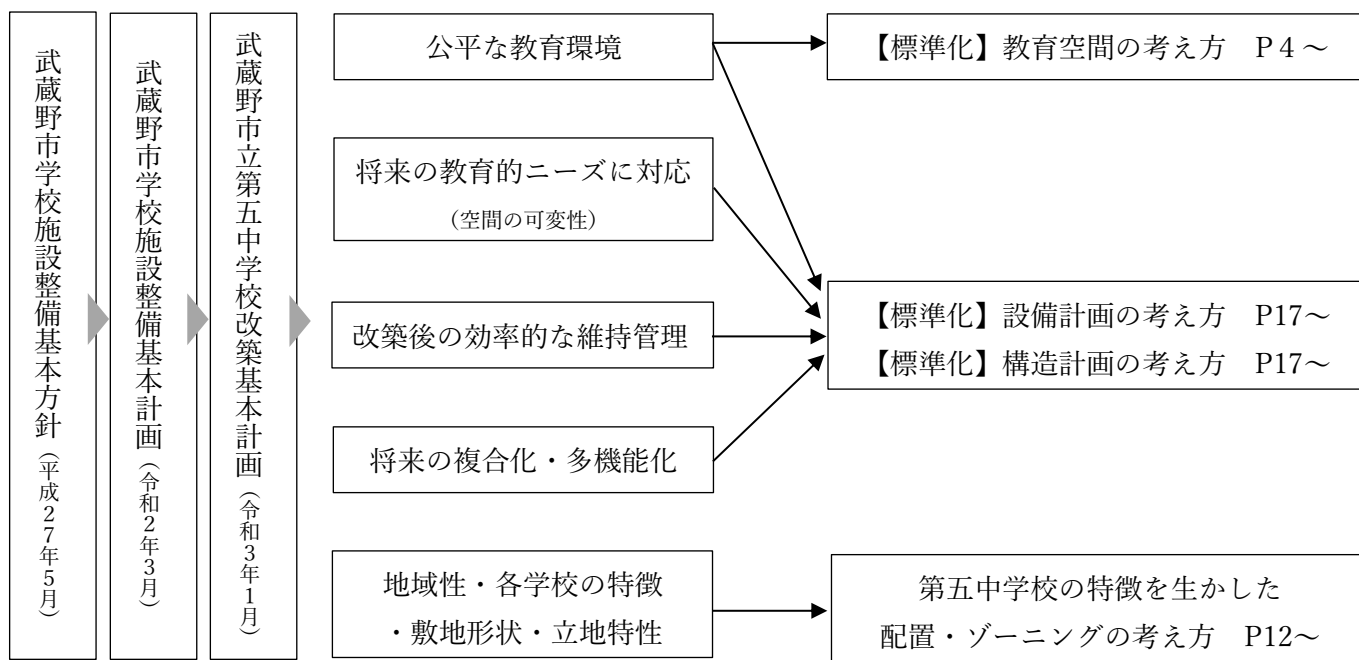 武蔵野市学校施設整備基本方針（平成27年5月）
武蔵野市学校施設整備基本計画（令和2年3月）
武蔵野市立第五中学校改築基本計画（令和3年1月）
公平な教育環境
将来の教育的ニーズに対応
（空間の可変性）
改築後の効率的な維持管理
将来の複合化・多機能化
地域性・各学校の特徴
・敷地形状・立地特性
【標準化】教育空間の考え方　P４～
【標準化】設備計画の考え方　P17～
【標準化】構造計画の考え方　P17～
第五中学校の特徴を生かした
配置・ゾーニングの考え方　P12～